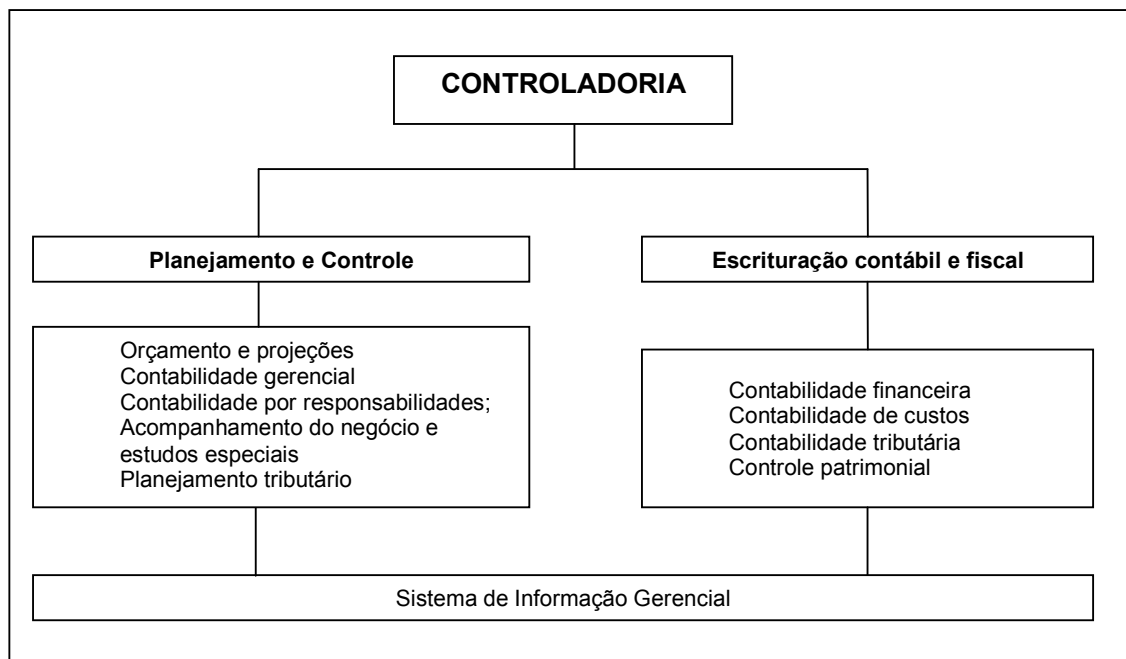 CONTROLADORIA
Planejamento e Controle
Orçamento e projeções
Contabilidade gerencial
Contabilidade por responsabilidades;
Acompanhamento do negócio e
estudos especiais
Planejamento tributário
Escrituração contábil e fiscal
Contabilidade financeira
Contabilidade de custos
Contabilidade tributária
Controle patrimonial
Sistema de Informação Gerencial